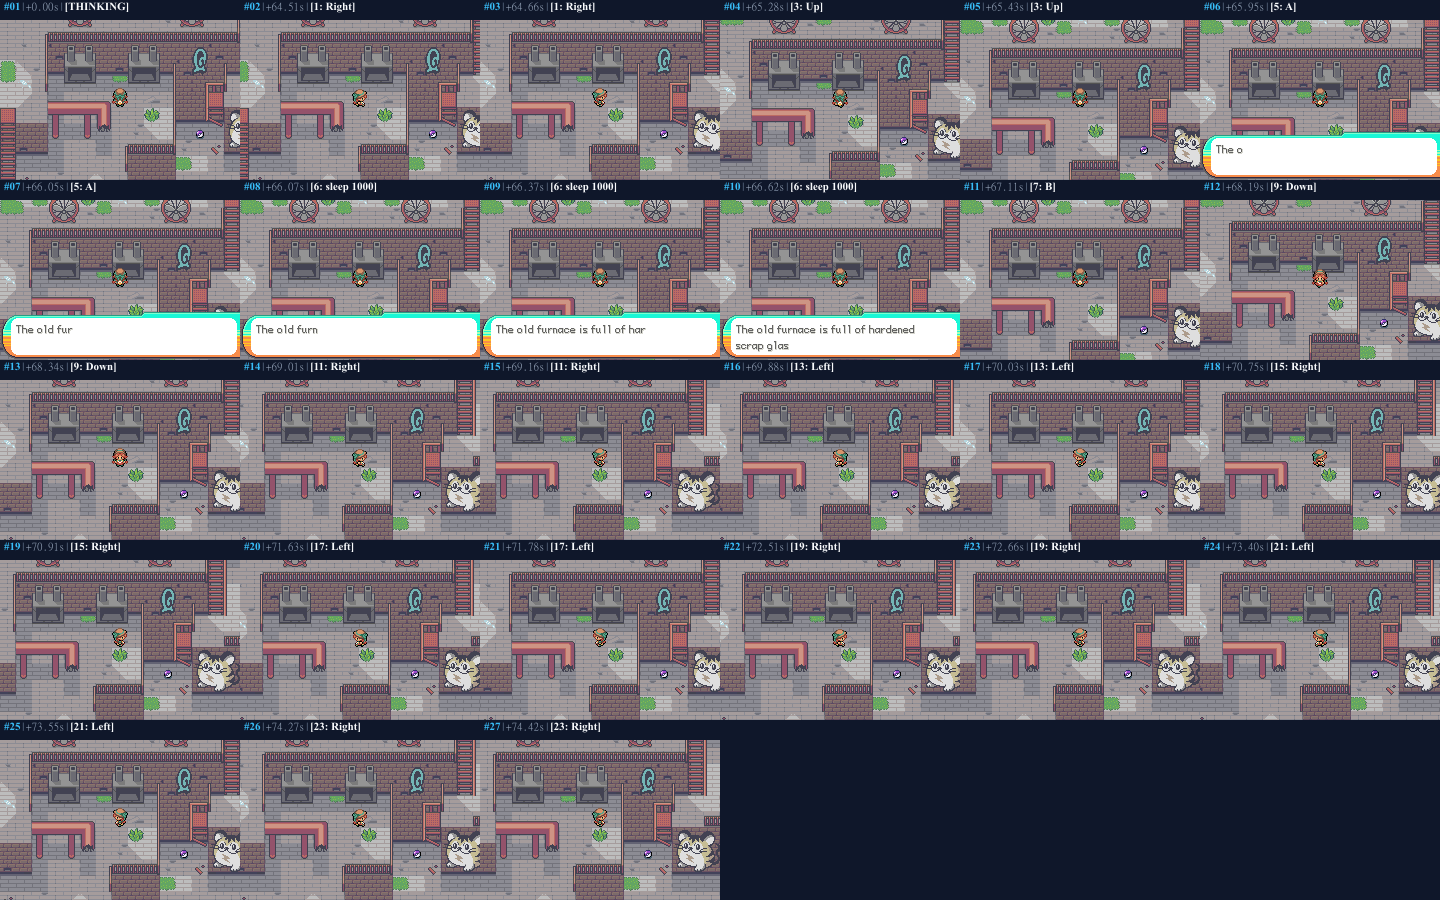 #01 | +0.00s | [THINKING]
#02 | +64.51s | [1: Right]
#03 | +64.66s | [1: Right]
#04 | +65.28s | [3: Up]
#05 | +65.43s | [3: Up]
#06 | +65.95s | [5: A]
The o
#07 | +66.05s | [5: A]
#08 | +66.07s | [6: sleep 1000]
#09 | +66.37s | [6: sleep 1000]
#10 | +66.62s | [6: sleep 1000]
#11 | +67.11s | [7: B]
#12 | +68.19s | [9: Down]
The old fur
The old furn
The old furnace is full of har
The old furnace is full of hardened
scrap glas
#13 | +68.34s | [9: Down]
#14 | +69.01s | [11: Right]
#15 | +69.16s | [11: Right]
#16 | +69.88s | [13: Left]
#17 | +70.03s | [13: Left]
#18 | +70.75s | [15: Right]
#19 | +70.91s | [15: Right]
#20 | +71.63s | [17: Left]
#21 | +71.78s | [17: Left]
#22 | +72.51s | [19: Right]
#23 | +72.66s | [19: Right]
#24 | +73.40s | [21: Left]
#25 | +73.55s | [21: Left]
#26 | +74.27s | [23: Right]
#27 | +74.42s | [23: Right]